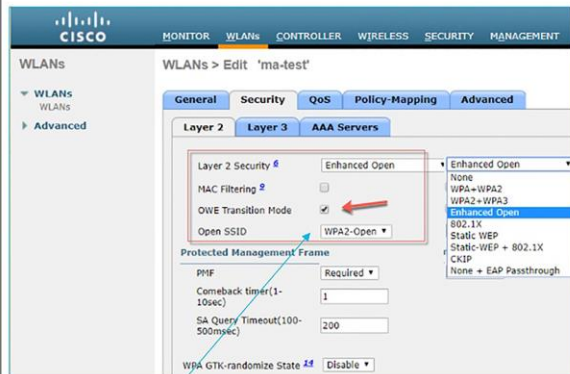 CISCO
MONITOR WLANs CONTROLLER WIRELESS SECURITY MANAGEMENT
WLANs
WLANs > Edit 'ma-test'
WLANs
WLANs
Advanced
General Security QoS Policy-Mapping Advanced
Layer 2 Layer 3 AAA Servers
Layer 2 Security 6 Enhanced Open
MAC Filtering 9
OWE Transition Mode
Open SSID WPA2-Open
Enhanced Open
None
WPA+WPA2
WPA2+WPA3
Enhanced Open
802.1X
Static WEP
Static-WEP + 802.1X
CKIP
None + EAP Passthrough
Protected Management Frame
PMF Required
Comeback timer(1-
10sec) 1
SA Query Timeout(100-
500msec) 200
WPA GTK-randomize State 14 Disable